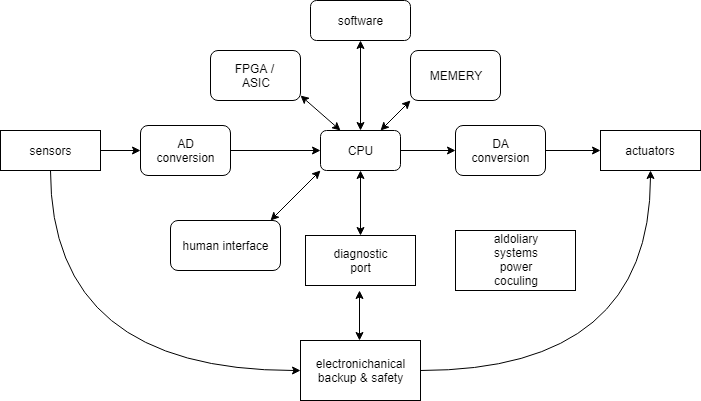 software
FPGA /
ASIC
MEMERY
sensors
AD
conversion
CPU
DA
conversion
actuators
human interface
diagnostic
port
aldoliary
systems
power
coculing
electronichanical
backup & safety